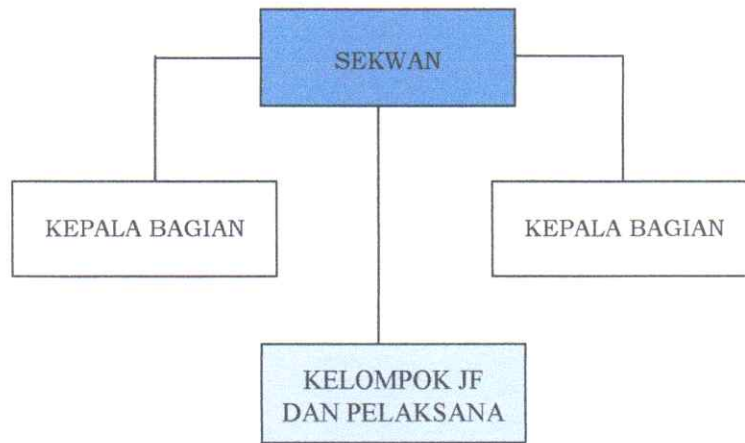 SEKWAN
KEPALA BAGIAN
KEPALA BAGIAN
KELOMPOK JF
DAN PELAKSANA